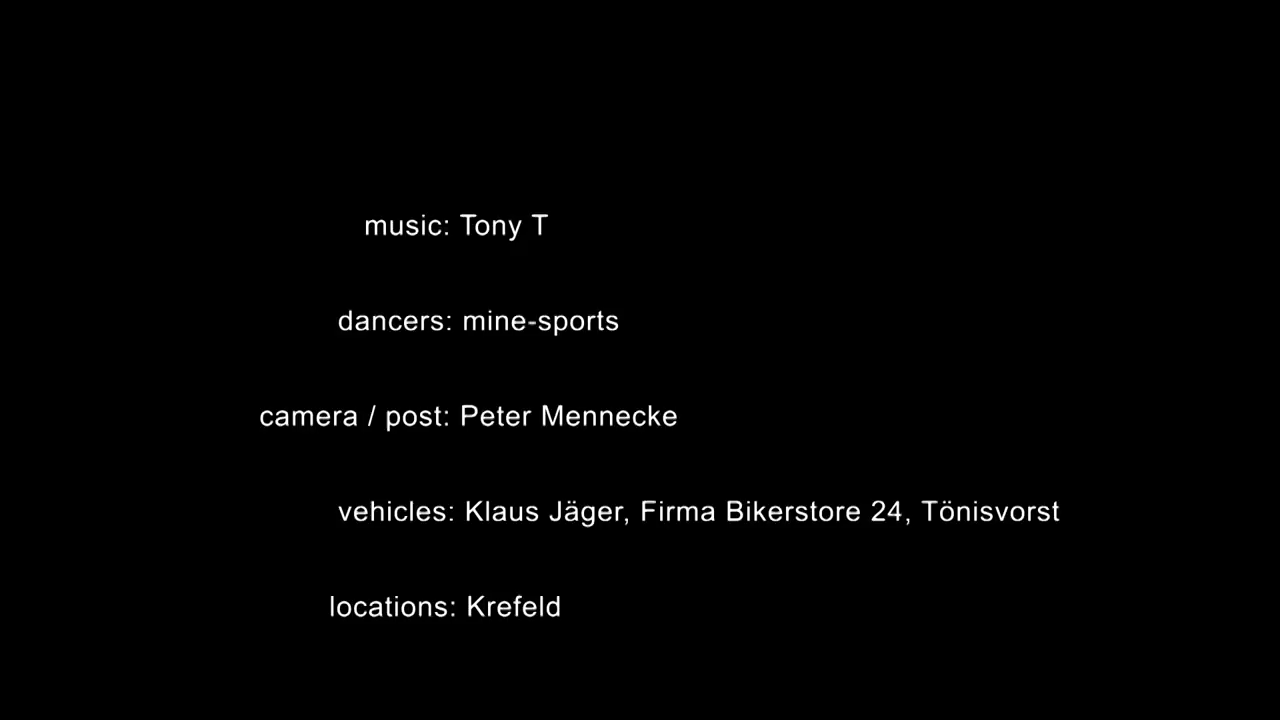 music: Tony T
dancers: mine-sports
camera / post: Peter Mennecke
vehicles: Klaus Jäger, Firma Bikerstore 24, Tönisvorst
locations: Krefeld